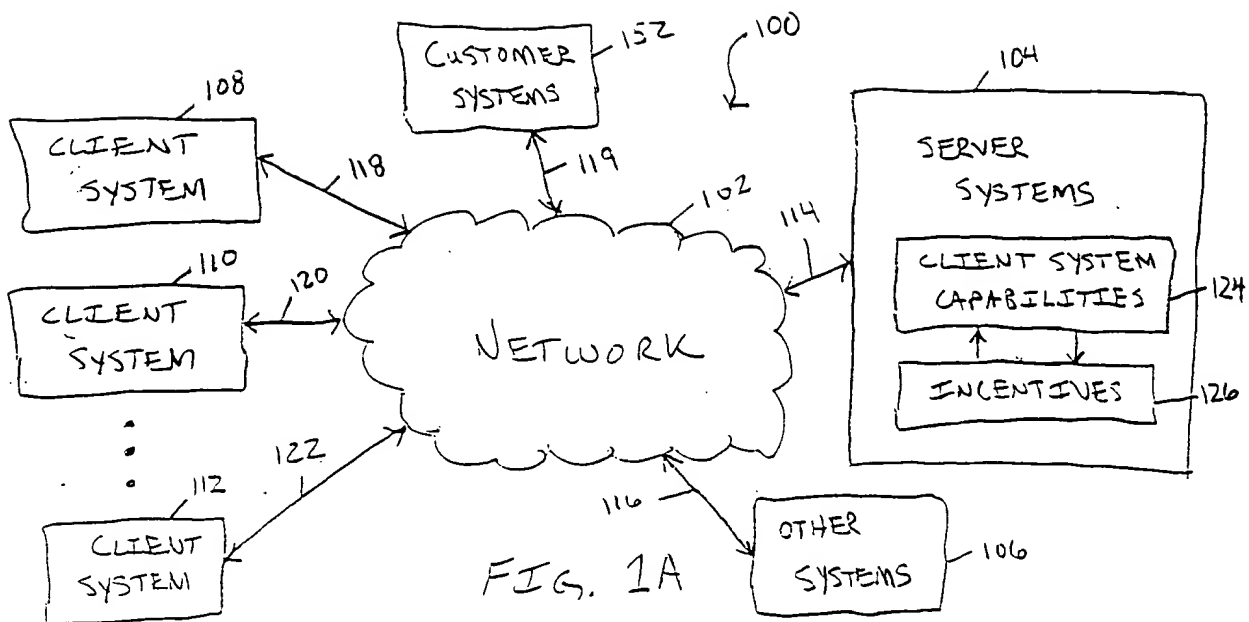 CUSTOMER
SYSTEMS
152
100
104
108
CLIENT
SYSTEM
118
119
102
114
SERVER
SYSTEMS
110
CLIENT
SYSTEM
120
NETWORK
CLIENT SYSTEM
CAPABILITIES
124
INCENTIVES
126
122
112
CLIENT
SYSTEM
116
OTHER
SYSTEMS
106
FIG. 1A